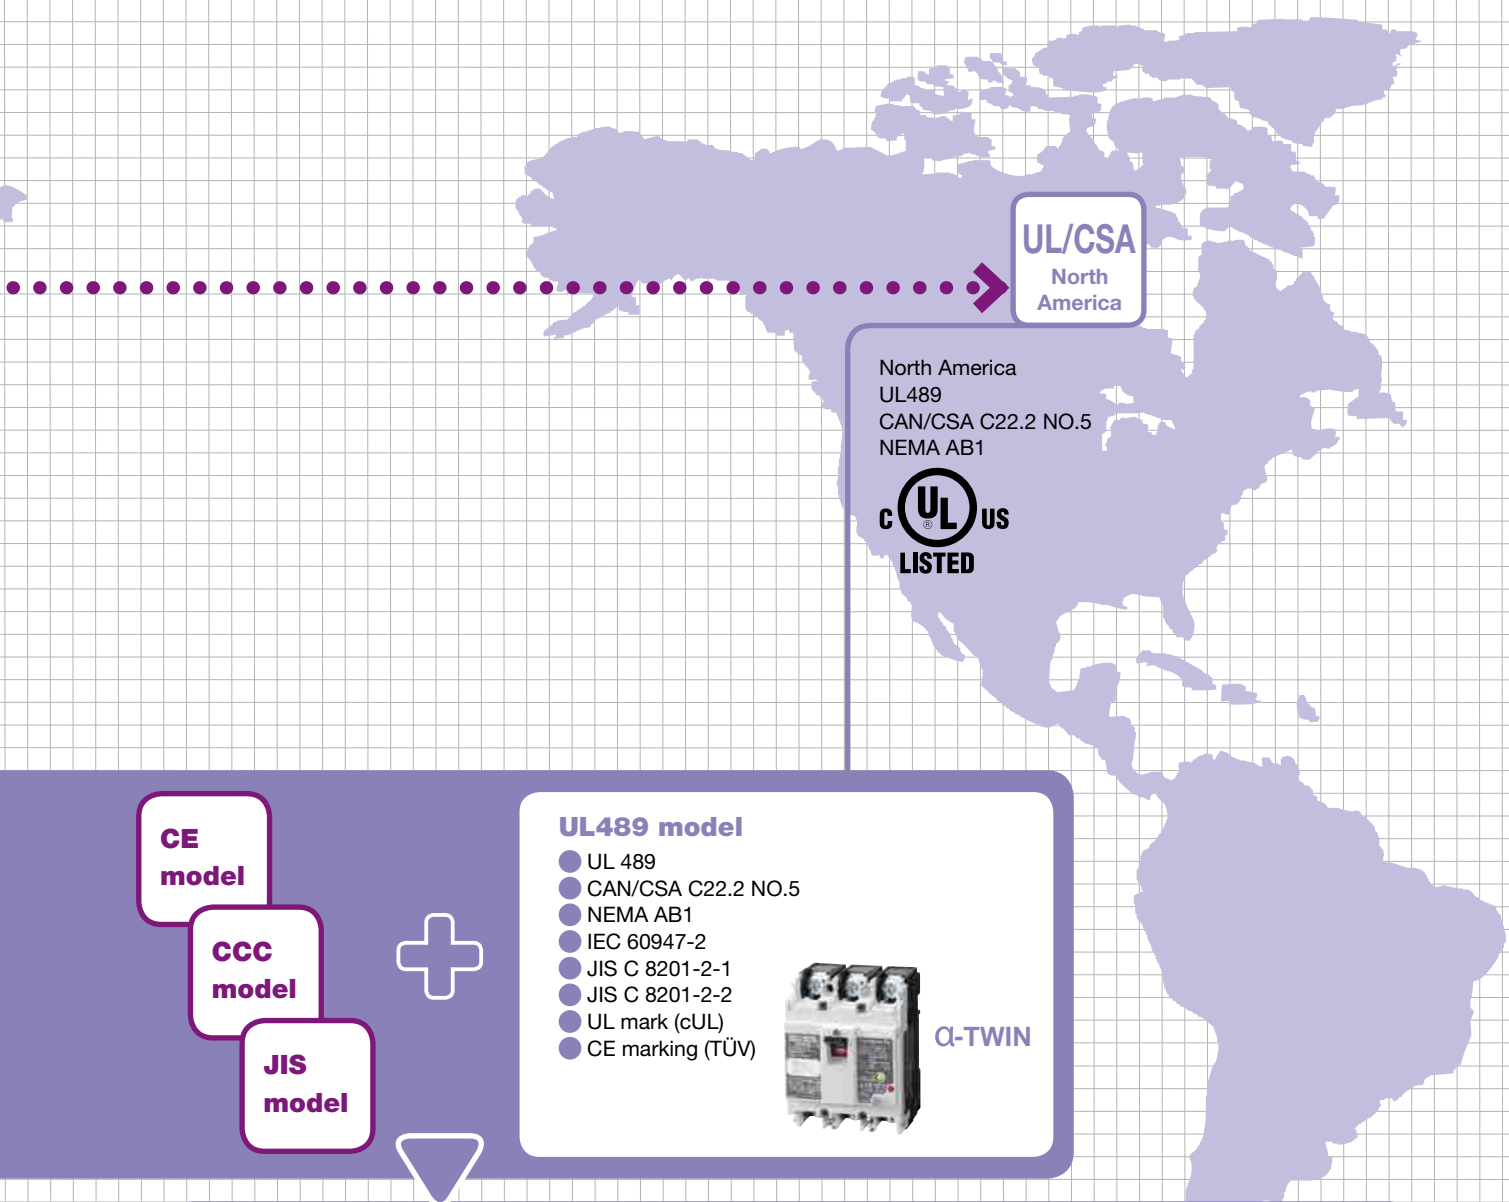 UL/CSA
North
America
North America
UL489
CAN/CSA C22.2 NO.5
NEMA AB1
C UL® US
LISTED
CE
model
CCC
model
JIS
model
UL489 model
UL 489
CAN/CSA C22.2 NO.5
NEMA AB1
IEC 60947-2
JIS C 8201-2-1
JIS C 8201-2-2
UL mark (cUL)
CE marking (TÜV)
α-TWIN